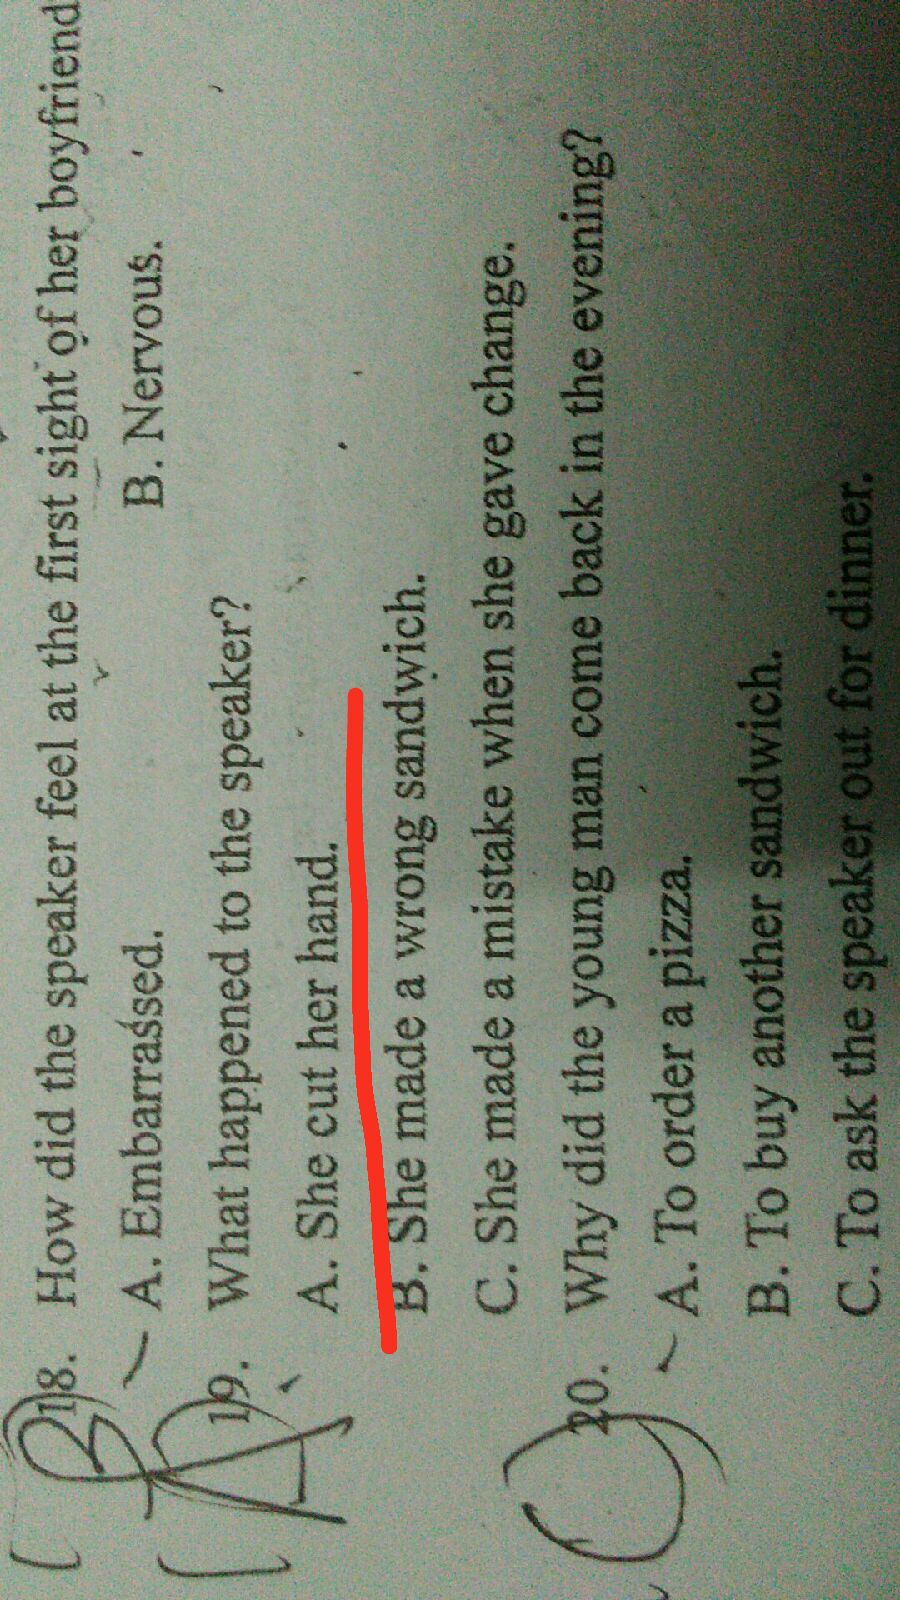 B 18. How did the speaker feel at the first sight of her boyfriend
A. Embarrassed. B. Nervous.
A 19. What happened to the speaker?
A. She cut her hand.
B. She made a wrong sandwich.
C. She made a mistake when she gave change.
C 20. Why did the young man come back in the evening?
A. To order a pizza.
B. To buy another sandwich.
C. To ask the speaker out for dinner.